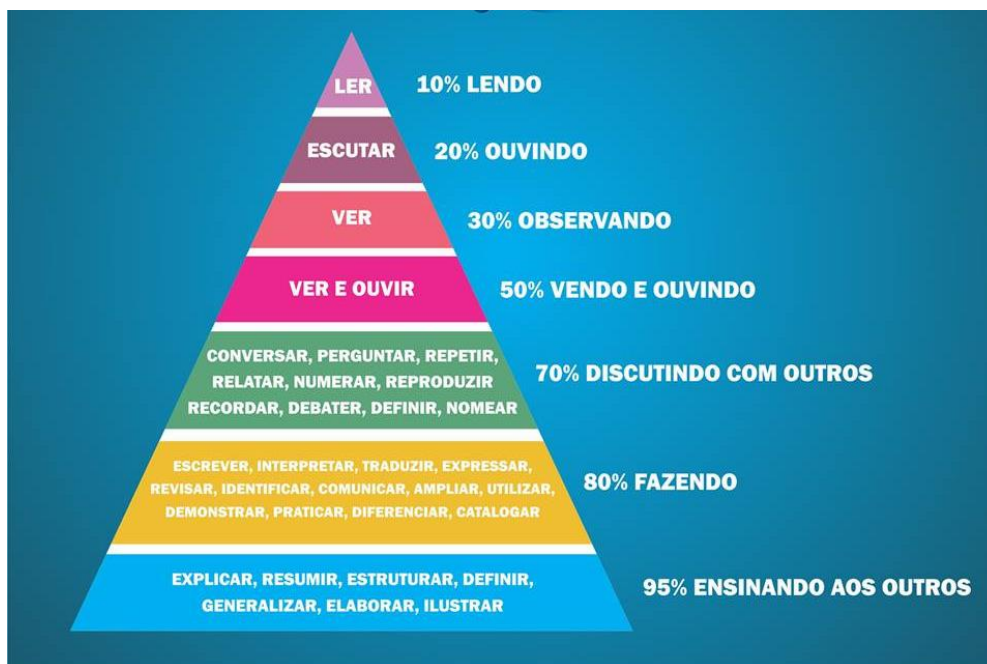 LER
10% LENDO
ESCUTAR
20% OUVINDO
VER
30% OBSERVANDO
VER E OUVIR
50% VENDO E OUVINDO
CONVERSAR, PERGUNTAR, REPETIR,
RELATAR, NUMERAR, REPRODUZIR
RECORDAR, DEBATER, DEFINIR, NOMEAR
70% DISCUTINDO COM OUTROS
ESCREVER, INTERPRETAR, TRADUZIR, EXPRESSAR,
REVISAR, IDENTIFICAR, COMUNICAR, AMPLIAR, UTILIZAR,
DEMONSTRAR, PRATICAR, DIFERENCIAR, CATALOGAR
80% FAZENDO
EXPLICAR, RESUMIR, ESTRUTURAR, DEFINIR,
GENERALIZAR, ELABORAR, ILUSTRAR
95% ENSINANDO AOS OUTROS